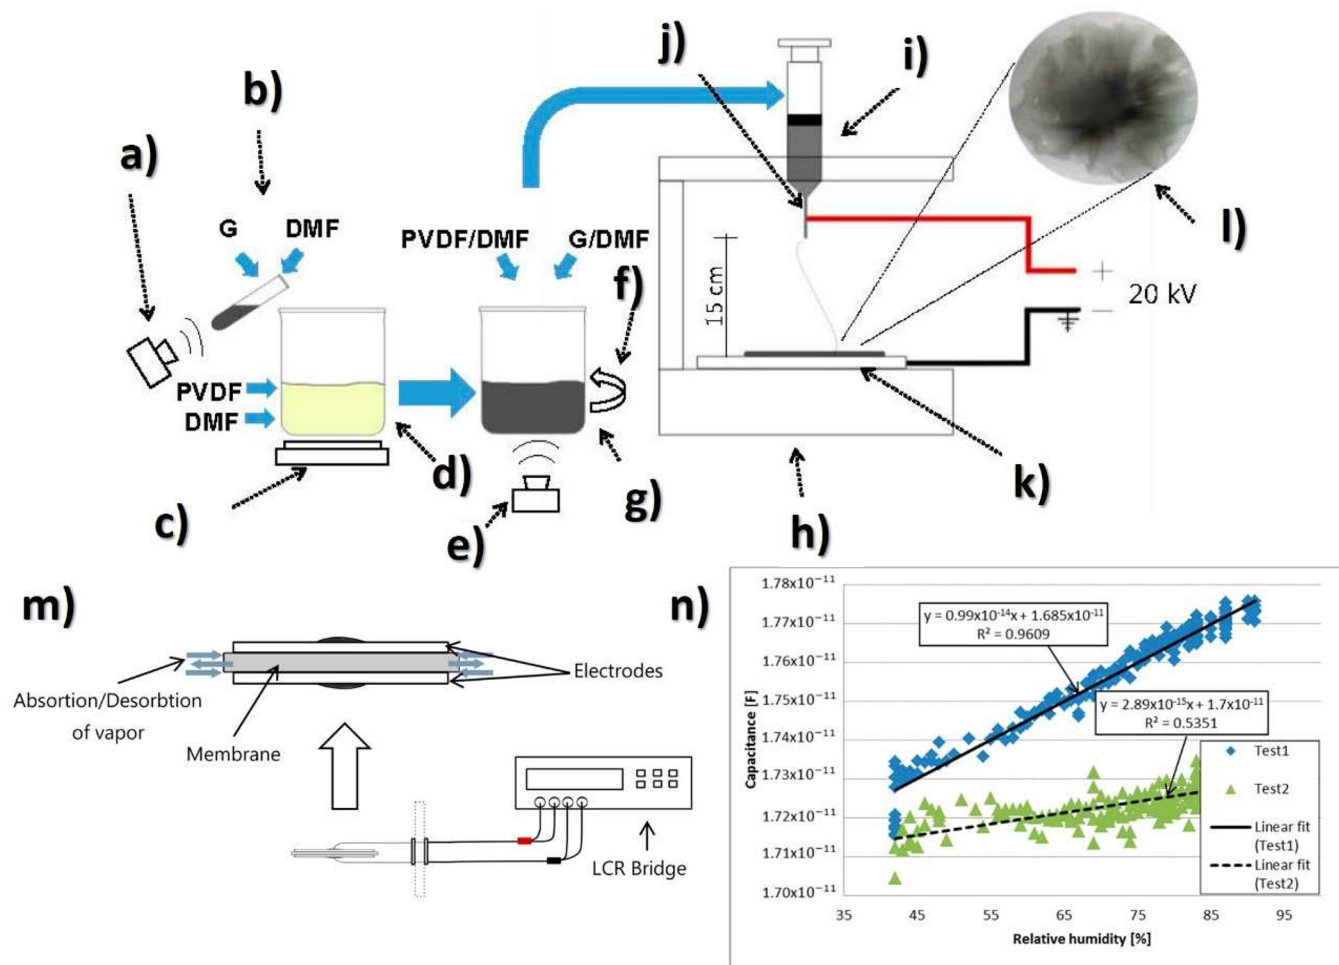 a)
b)
G
DMF
PVDF
DMF
c)
d)
PVDF/DMF
G/DMF
f)
e)
g)
j)
i)
15 cm
+
20 kV
−
l)
k)
h)
m)
Absortion/Desorbtion
of vapor
Membrane
Electrodes
LCR Bridge
n)
Capacitance [F]
1.78x10⁻¹¹
1.77x10⁻¹¹
1.76x10⁻¹¹
1.75x10⁻¹¹
1.74x10⁻¹¹
1.73x10⁻¹¹
1.72x10⁻¹¹
1.71x10⁻¹¹
1.70x10⁻¹¹
y = 0.99x10⁻¹⁴x + 1.685x10⁻¹¹
R² = 0.9609
y = 2.89x10⁻¹⁵x + 1.7x10⁻¹¹
R² = 0.5351
Test1
Test2
Linear fit
(Test1)
Linear fit
(Test2)
35 45 55 65 75 85 95
Relative humidity [%]